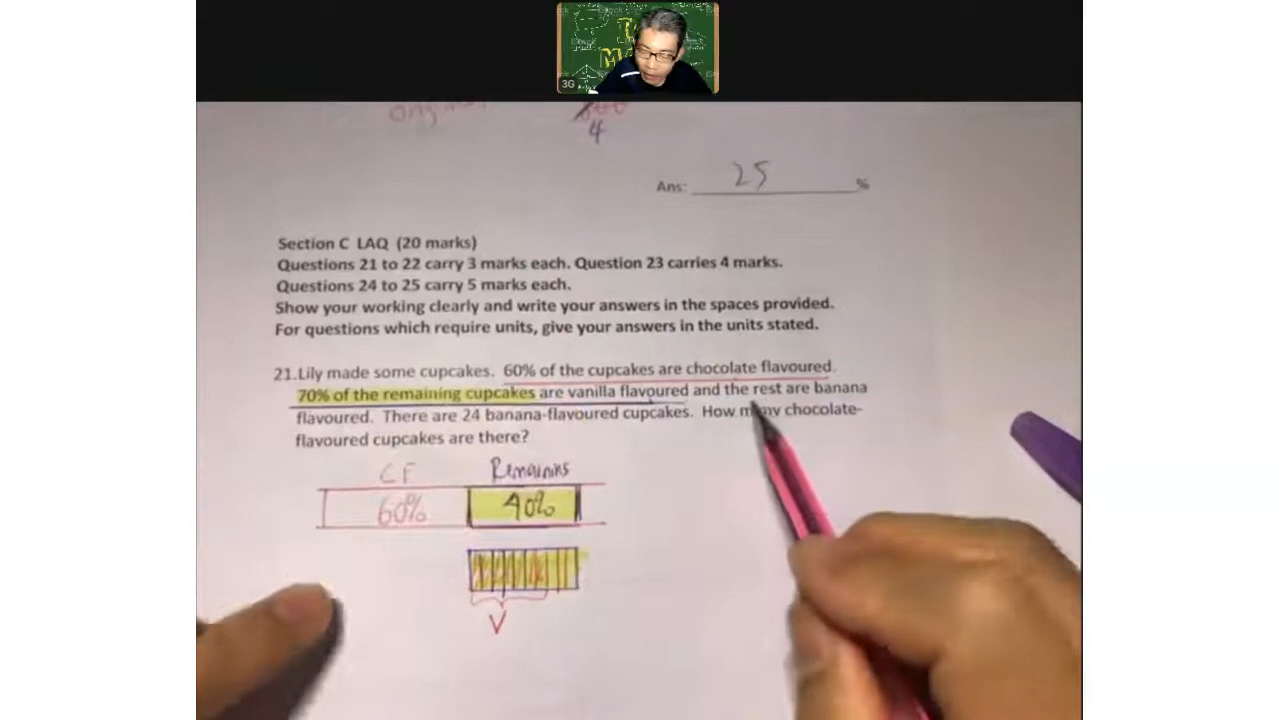 3G
4
Ans: 25 %
Section C LAQ (20 marks)
Questions 21 to 22 carry 3 marks each. Question 23 carries 4 marks.
Questions 24 to 25 carry 5 marks each.
Show your working clearly and write your answers in the spaces provided.
For questions which require units, give your answers in the units stated.
21.Lily made some cupcakes. 60% of the cupcakes are chocolate flavoured.
70% of the remaining cupcakes are vanilla flavoured and the rest are banana
flavoured. There are 24 banana-flavoured cupcakes. How many chocolate-
flavoured cupcakes are there?
CF Remaining
60% 40%
V